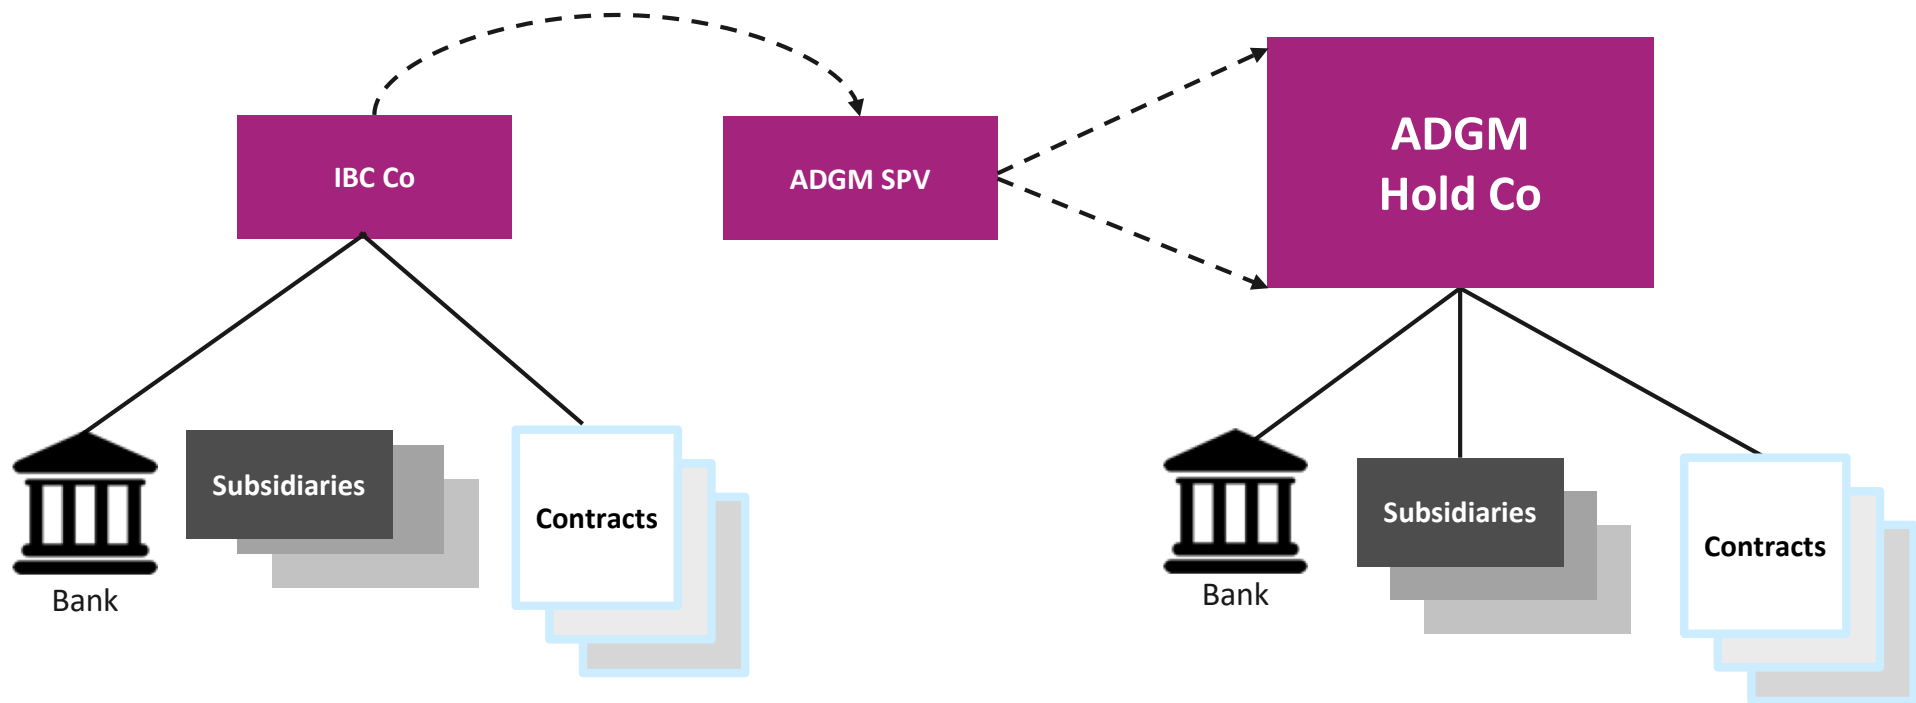 IBC Co
ADGM SPV
ADGM
Hold Co
Bank
Subsidiaries
Contracts
Bank
Subsidiaries
Contracts